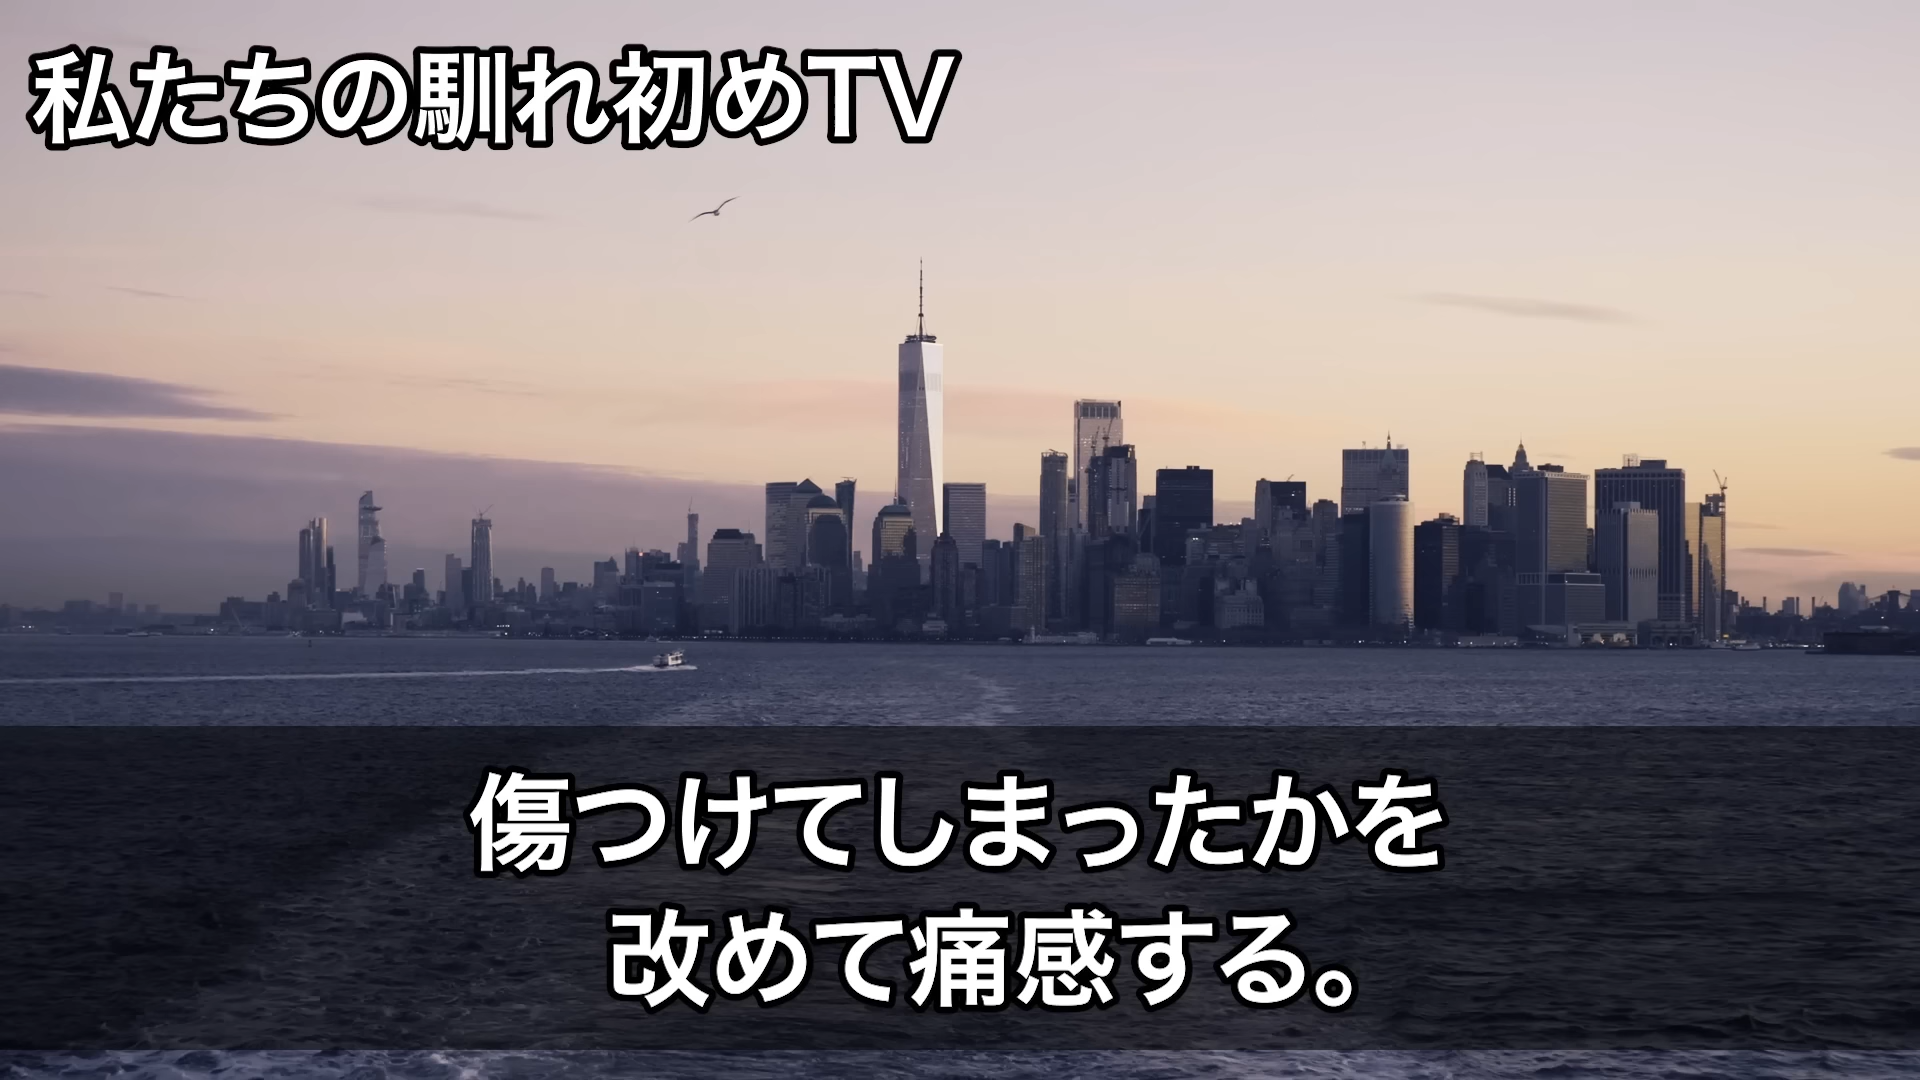 私たちの馴れ初めTV
傷つけてしまったかを
改めて痛感する。